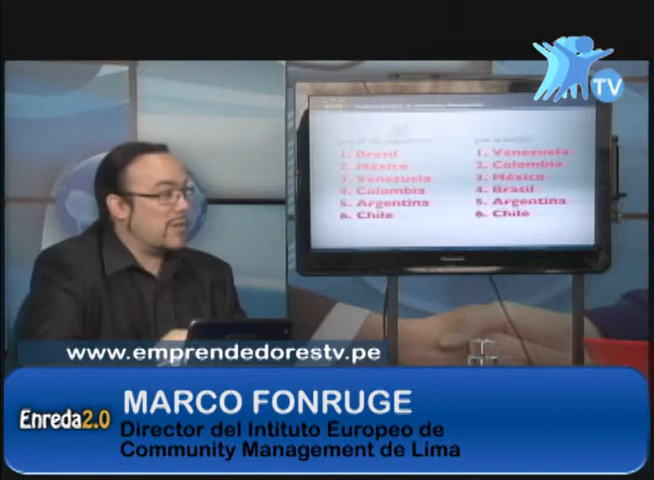 TV
1. Brasil
2. México
3. Venezuela
4. Colombia
5. Argentina
6. Chile
1. Venezuela
2. Colombia
3. México
4. Brasil
5. Argentina
6. Chile
www.emprendedorestv.pe
Enreda2.0
MARCO FONRUGE
Director del Intituto Europeo de
Community Management de Lima